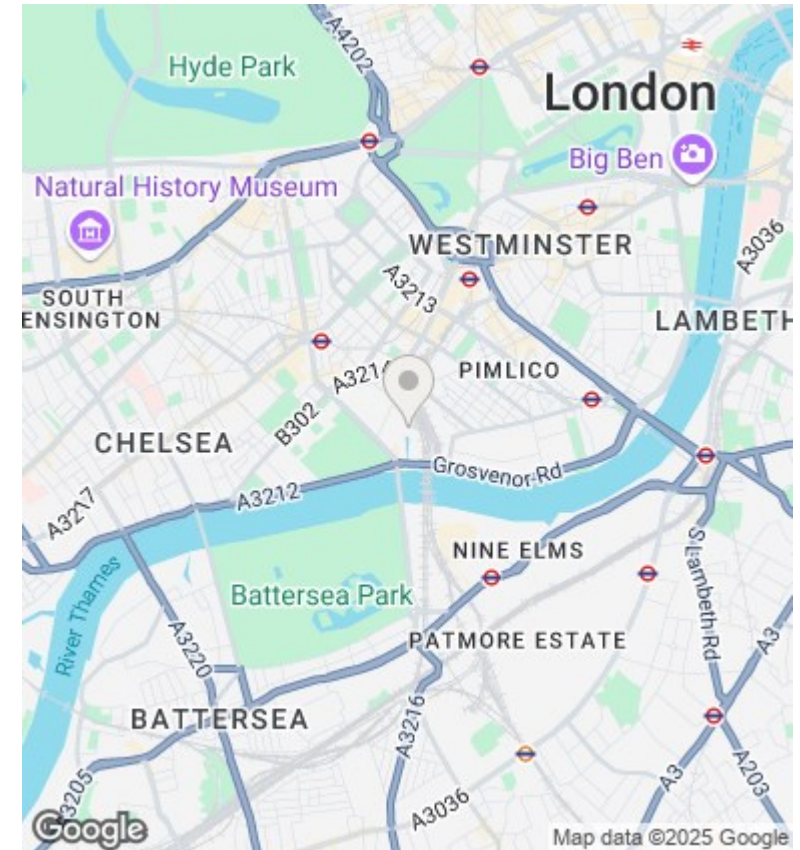 A4202
Hyde Park
London
Big Ben
Natural History Museum
WESTMINSTER
A3036
A3213
SOUTH
ENSINGTON
LAMBETH
A3214
PIMLICO
B302
CHELSEA
Grosvenor Rd
A3212
A3217
NINE ELMS
S Lambeth Rd
Battersea Park
River Thames
A3220
PATMORE ESTATE
A3
A3216
BATTERSEA
A3205
A3036
A3
A203
Google
Map data ©2025 Google